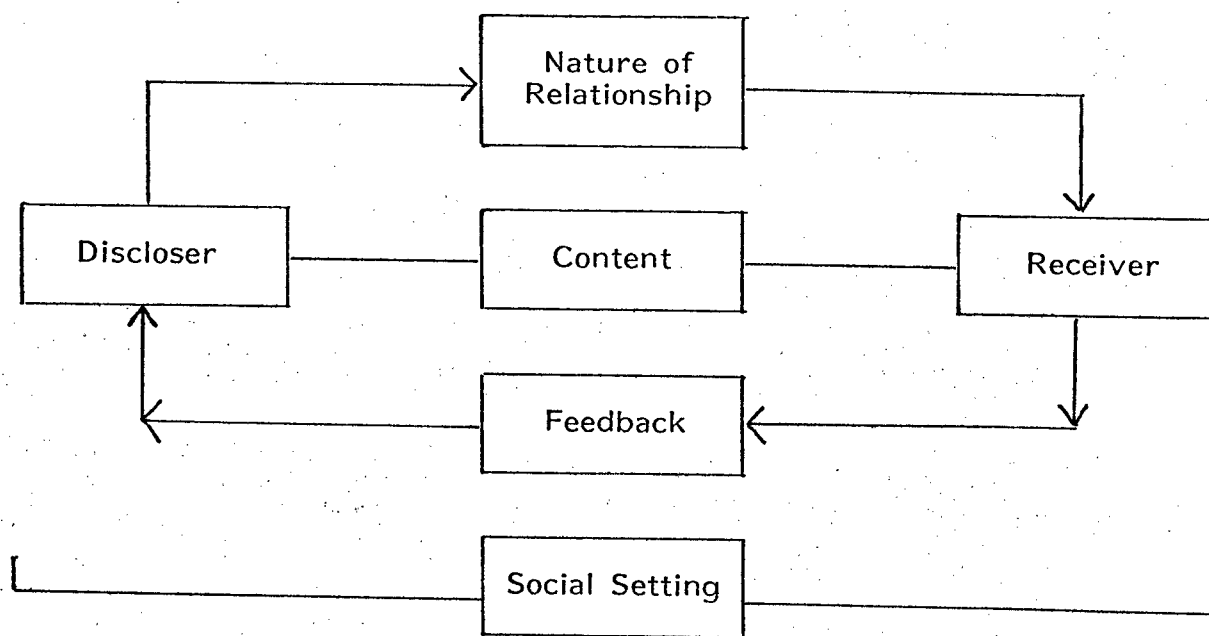 Nature of
Relationship
Discloser
Content
Receiver
Feedback
Social Setting